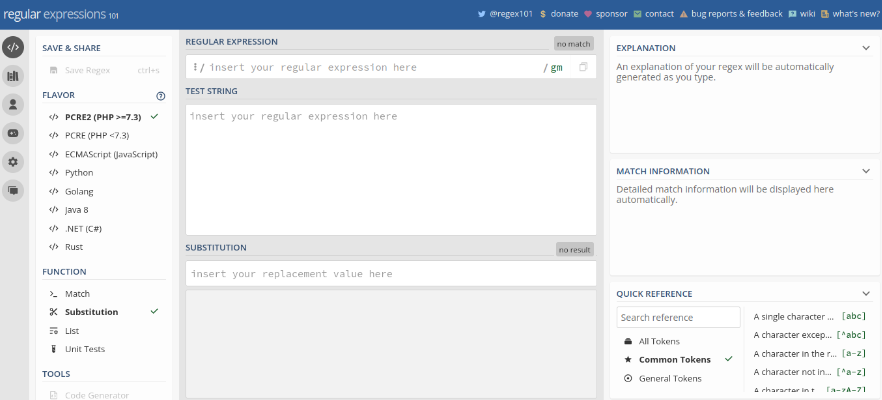 regular expressions 101
@regex101 $ donate sponsor contact bug reports & feedback wiki what's new?
SAVE & SHARE
Save Regex ctrl+s
FLAVOR
</> PCRE2 (PHP >=7.3)
</> PCRE (PHP <7.3)
</> ECMAScript (JavaScript)
</> Python
</> Golang
</> Java 8
</> .NET (C#)
</> Rust
FUNCTION
Match
Substitution
List
Unit Tests
TOOLS
Code Generator
REGULAR EXPRESSION
no match
/ insert your regular expression here / gm
TEST STRING
insert your regular expression here
SUBSTITUTION
no result
insert your replacement value here
EXPLANATION
An explanation of your regex will be automatically
generated as you type.
MATCH INFORMATION
Detailed match information will be displayed here
automatically.
QUICK REFERENCE
Search reference
All Tokens
Common Tokens
General Tokens
A single character ... [abc]
A character excep... [^abc]
A character in the r... [a-z]
A character not in... [^a-z]
A character in t... [a-zA-Z]